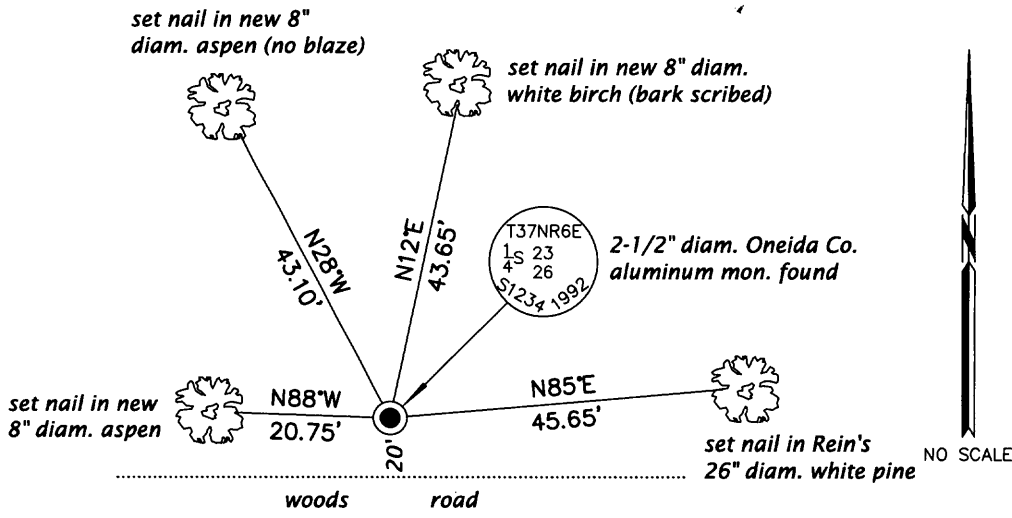 set nail in new 8"
diam. aspen (no blaze)
set nail in new 8" diam.
white birch (bark scribed)
N28°W
43.10'
N12°E
43.65'
T37NR6E
1/4 S 23
26
S1234 1992
2-1/2" diam. Oneida Co.
aluminum mon. found
N
set nail in new
8" diam. aspen
N88°W
20.75'
20'
N85°E
45.65'
set nail in Rein's
26" diam. white pine
NO SCALE
woods road